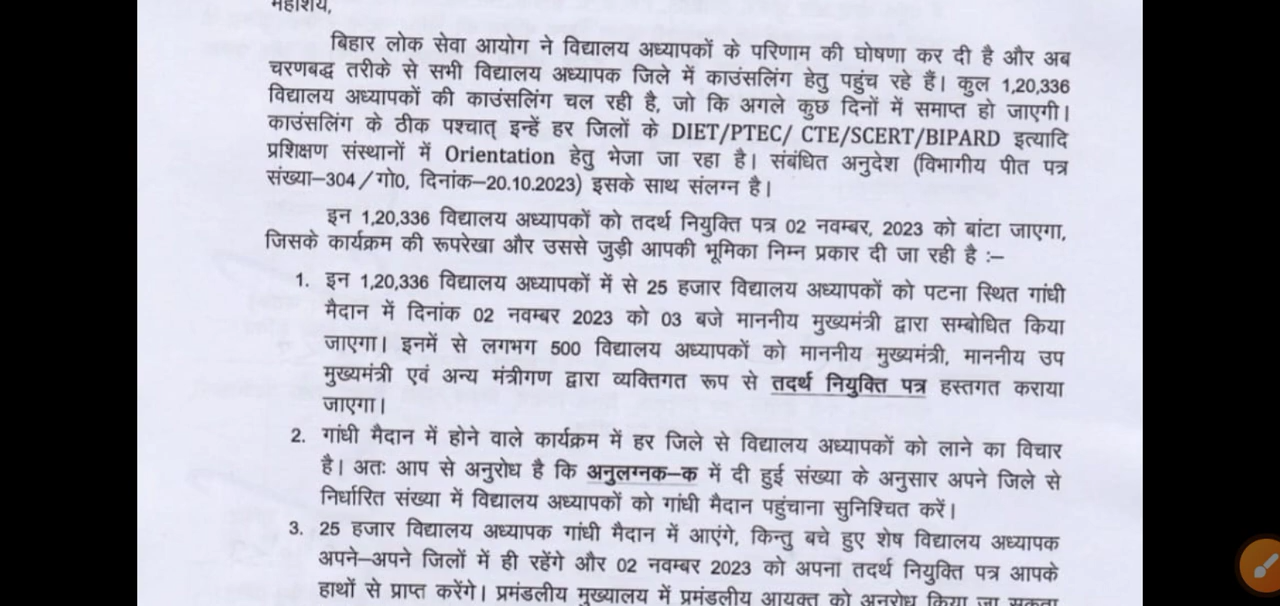 महाशय,
बिहार लोक सेवा आयोग ने विद्यालय अध्यापकों के परिणाम की घोषणा कर दी है और अब
चरणबद्ध तरीके से सभी विद्यालय अध्यापक जिले में काउंसलिंग हेतु पहुंच रहे हैं। कुल 1,20,336
विद्यालय अध्यापकों की काउंसलिंग चल रही है, जो कि अगले कुछ दिनों में समाप्त हो जाएगी।
काउंसलिंग के ठीक पश्चात् इन्हें हर जिलों के DIET/PTEC/ CTE/SCERT/BIPARD इत्यादि
प्रशिक्षण संस्थानों में Orientation हेतु भेजा जा रहा है। संबंधित अनुदेश (विभागीय पीत पत्र
संख्या–304/गो0, दिनांक–20.10.2023) इसके साथ संलग्न है।
इन 1,20,336 विद्यालय अध्यापकों को तदर्थ नियुक्ति पत्र 02 नवम्बर, 2023 को बांटा जाएगा,
जिसके कार्यक्रम की रूपरेखा और उससे जुड़ी आपकी भूमिका निम्न प्रकार दी जा रही है :–
1. इन 1,20,336 विद्यालय अध्यापकों में से 25 हजार विद्यालय अध्यापकों को पटना स्थित गांधी
मैदान में दिनांक 02 नवम्बर 2023 को 03 बजे माननीय मुख्यमंत्री द्वारा सम्बोधित किया
जाएगा। इनमें से लगभग 500 विद्यालय अध्यापकों को माननीय मुख्यमंत्री, माननीय उप
मुख्यमंत्री एवं अन्य मंत्रीगण द्वारा व्यक्तिगत रूप से तदर्थ नियुक्ति पत्र हस्तगत कराया
जाएगा।
2. गांधी मैदान में होने वाले कार्यक्रम में हर जिले से विद्यालय अध्यापकों को लाने का विचार
है। अतः आप से अनुरोध है कि अनुलग्नक–क में दी हुई संख्या के अनुसार अपने जिले से
निर्धारित संख्या में विद्यालय अध्यापकों को गांधी मैदान पहुंचाना सुनिश्चित करें।
3. 25 हजार विद्यालय अध्यापक गांधी मैदान में आएंगे, किन्तु बचे हुए शेष विद्यालय अध्यापक
अपने–अपने जिलों में ही रहेंगे और 02 नवम्बर 2023 को अपना तदर्थ नियुक्ति पत्र आपके
हाथों से प्राप्त करेंगे। प्रमंडलीय मुख्यालय में प्रमंडलीय आयुक्त को अनुरोध किया जा सकता